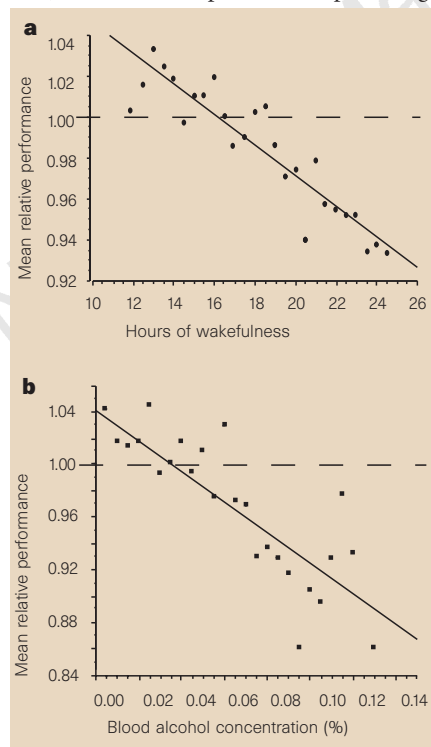 a
1.04
1.02
1.00
0.98
0.96
0.94
0.92
Mean relative performance
10 12 14 16 18 20 22 24 26
Hours of wakefulness
b
1.04
1.00
0.96
0.92
0.88
0.84
Mean relative performance
0.00 0.02 0.04 0.06 0.08 0.10 0.12 0.14
Blood alcohol concentration (%)